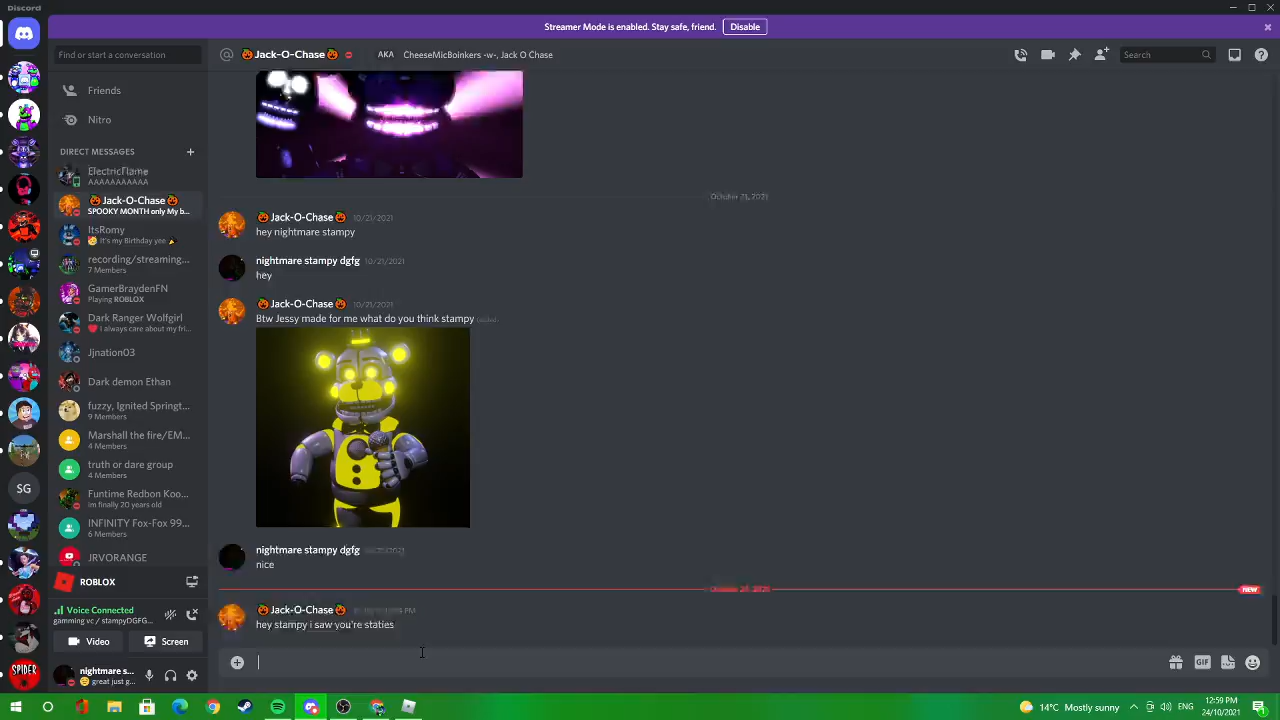 Discord
Streamer Mode is enabled. Stay safe, friend. Disable
Find or start a conversation
Jack-O-Chase
AKA CheeseMicBoinkers -w-, Jack O Chase
Search
Friends
Nitro
DIRECT MESSAGES
ElectricFlame
AAAAAAAAAAA
Jack-O-Chase
SPOOKY MONTH only My b...
ItsRomy
It's my Birthday yee
recording/streaming...
7 Members
GamerBraydenFN
Playing ROBLOX
Dark Ranger Wolfgirl
I always care about my fri...
Jjnation03
Dark demon Ethan
fuzzy, Ignited Springt...
9 Members
Marshall the fire/EM...
4 Members
truth or dare group
4 Members
Funtime Redbon Koo...
im finally 20 years old
INFINITY Fox-Fox 99...
6 Members
JRVORANGE
SG
SPIDER
ROBLOX
Voice Connected
gaming vc / stampyDGFG...
Video
Screen
nightmare s...
great just g...
October 21, 2021
Jack-O-Chase 10/21/2021
hey nightmare stampy
nightmare stampy dgfg 10/21/2021
hey
Jack-O-Chase 10/21/2021
Btw Jessy made for me what do you think stampy
nightmare stampy dgfg
nice
NEW
Jack-O-Chase
hey stampy i saw you're staties
GIF
14°C Mostly sunny
12:59 PM
24/10/2021